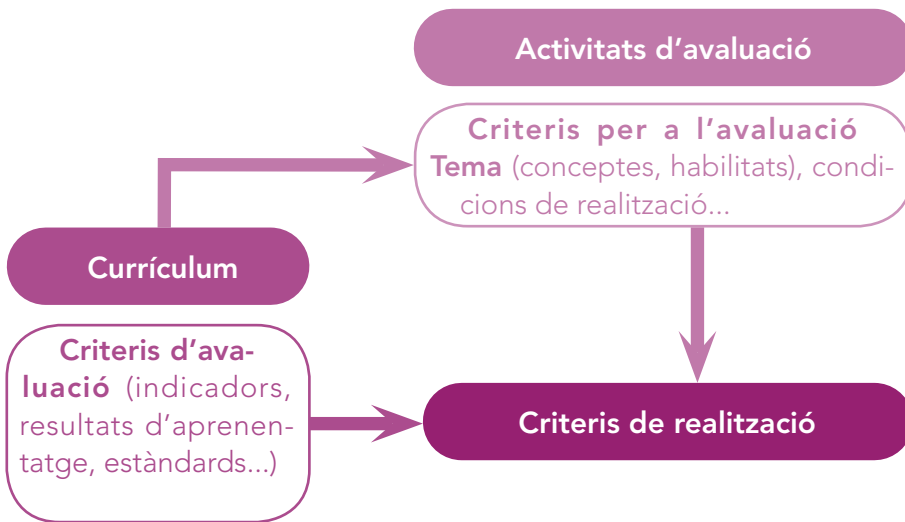 Activitats d’avaluació
Criteris per a l’avaluació
Tema (conceptes, habilitats), condi-
cions de realització...
Currículum
Criteris d’ava-
luació (indicadors,
resultats d’aprenen-
tatge, estàndards...)
Criteris de realització